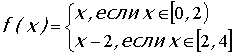 f(x)={x, если x∈[0,2)
x−2, если x∈[2,4]